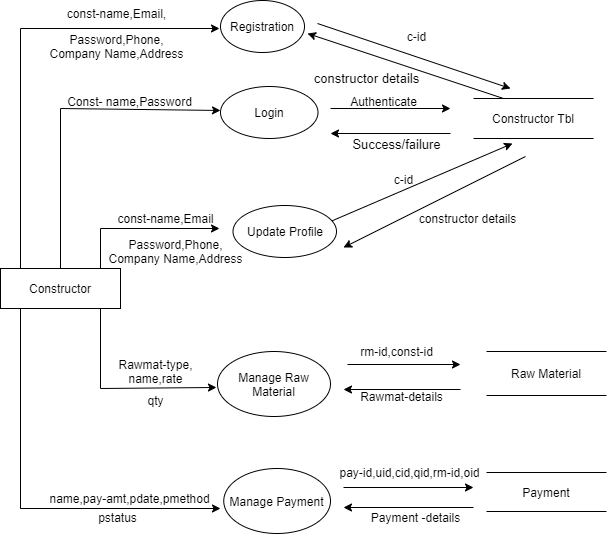 const-name,Email,
Password,Phone,
Company Name,Address
Registration
c-id
constructor details
Const- name,Password
Login
Authenticate
Success/failure
Constructor Tbl
c-id
const-name,Email
Password,Phone,
Company Name,Address
Update Profile
constructor details
Constructor
Rawmat-type,
name,rate
qty
Manage Raw
Material
rm-id,const-id
Rawmat-details
Raw Material
name,pay-amt,pdate,pmethod
pstatus
Manage Payment
pay-id,uid,cid,qid,rm-id,oid
Payment -details
Payment